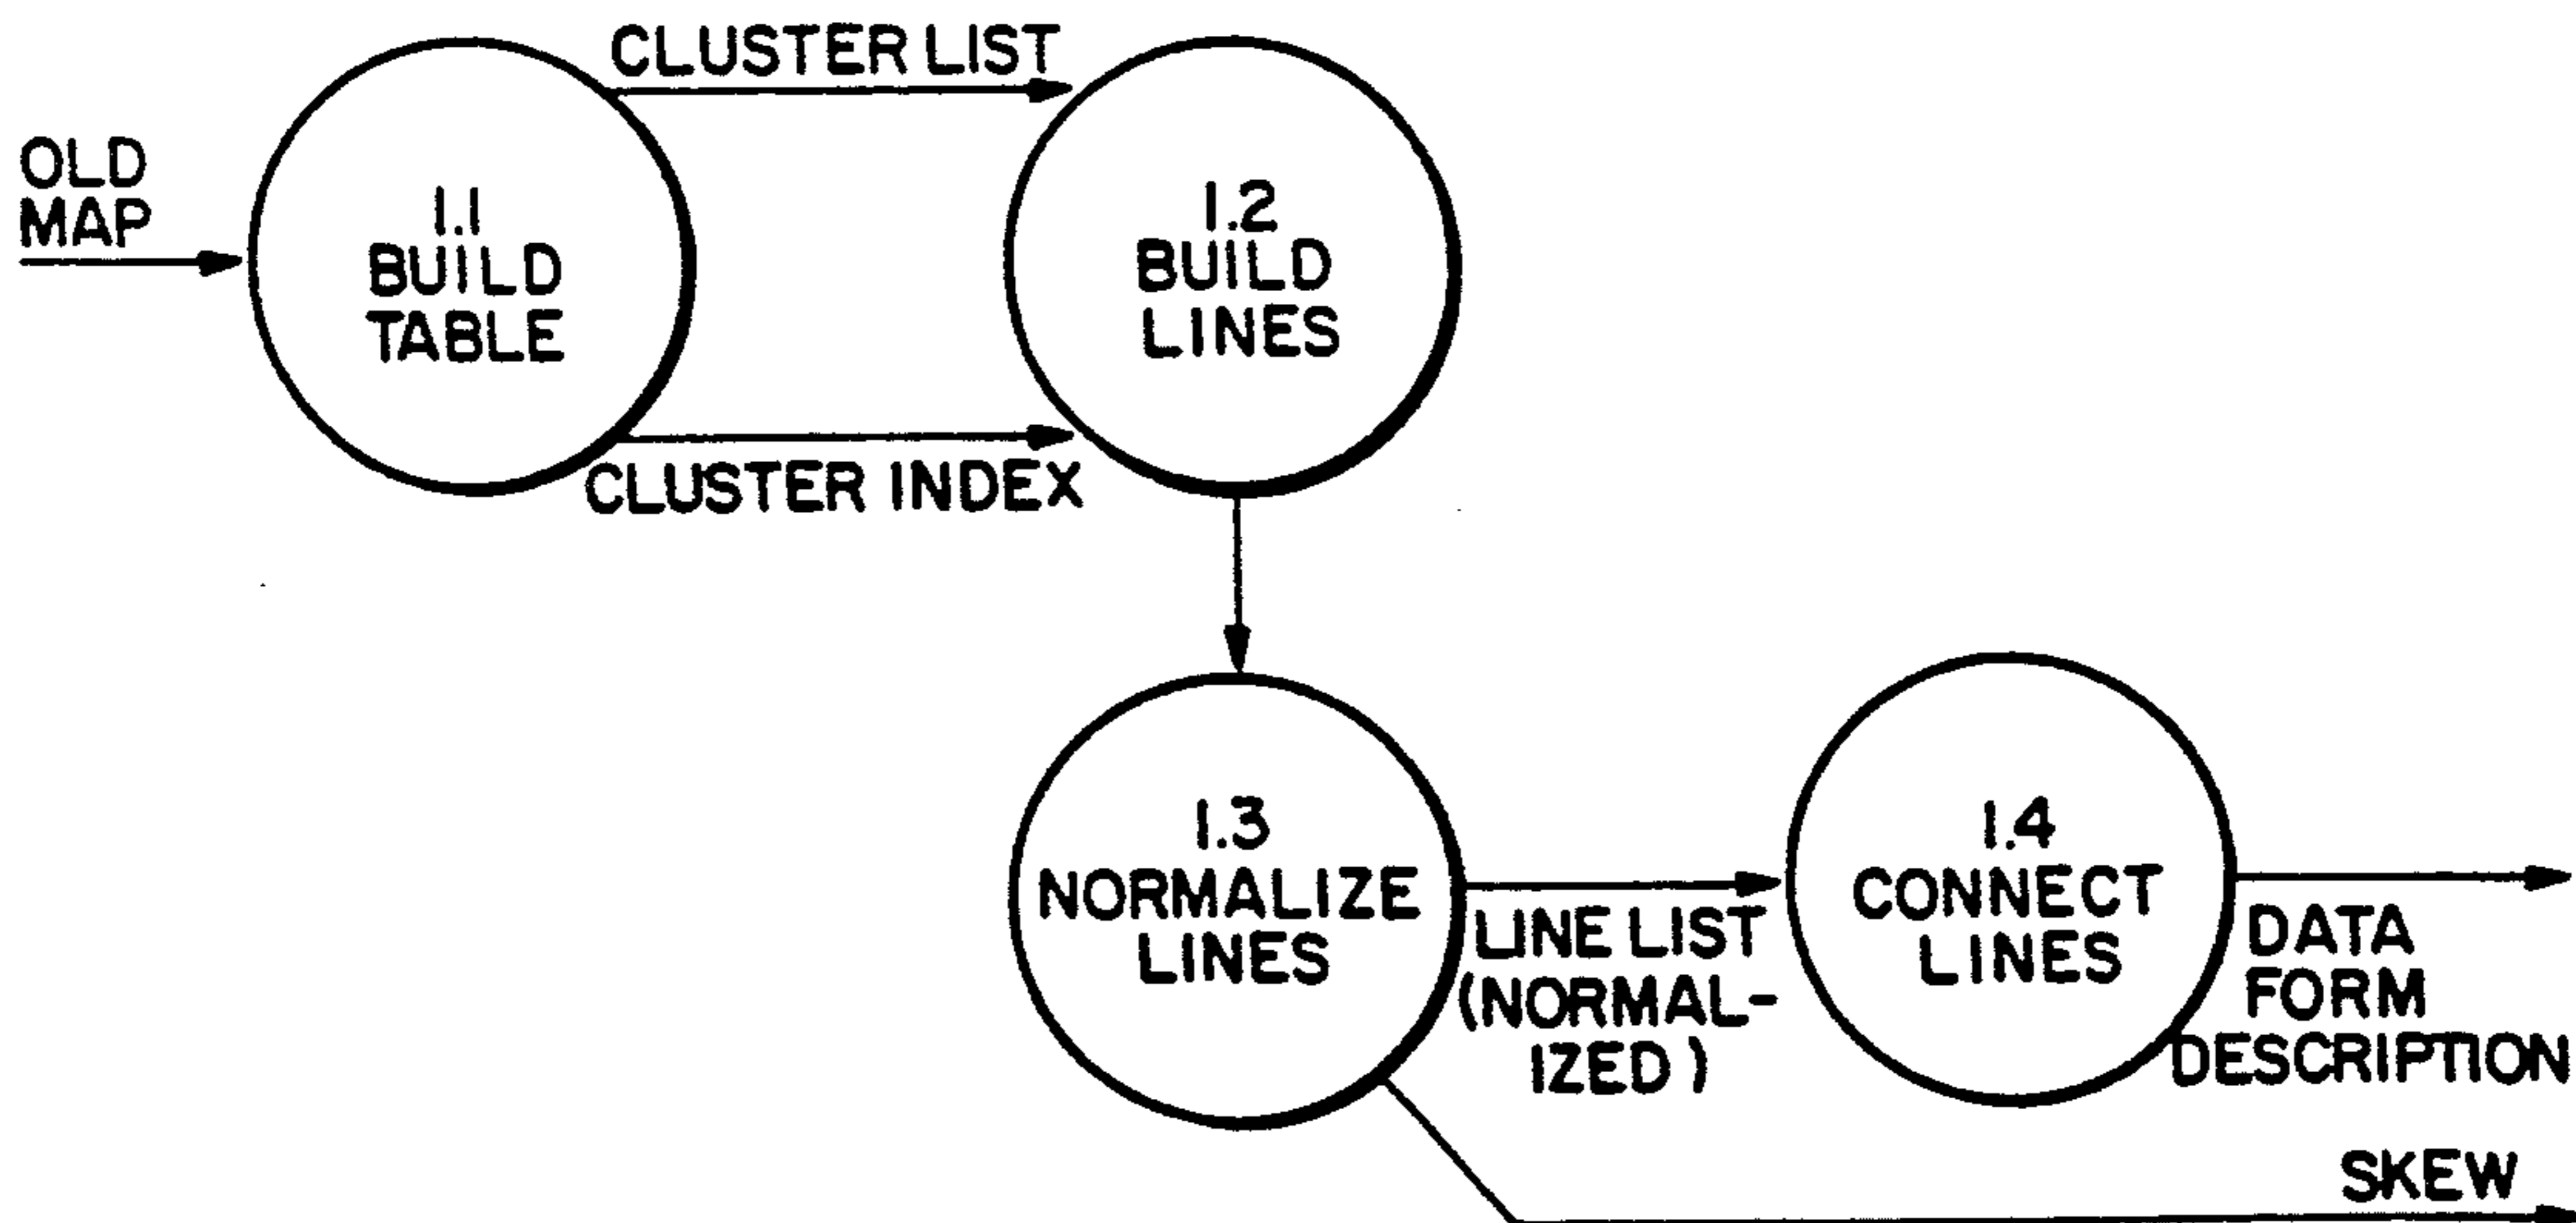 CLUSTER LIST
OLD
MAP
1.1
BUILD
TABLE
1.2
BUILD
LINES
CLUSTER INDEX
1.3
NORMALIZE
LINES
LINE LIST
(NORMAL-
IZED)
1.4
CONNECT
LINES
DATA
FORM
DESCRIPTION
SKEW